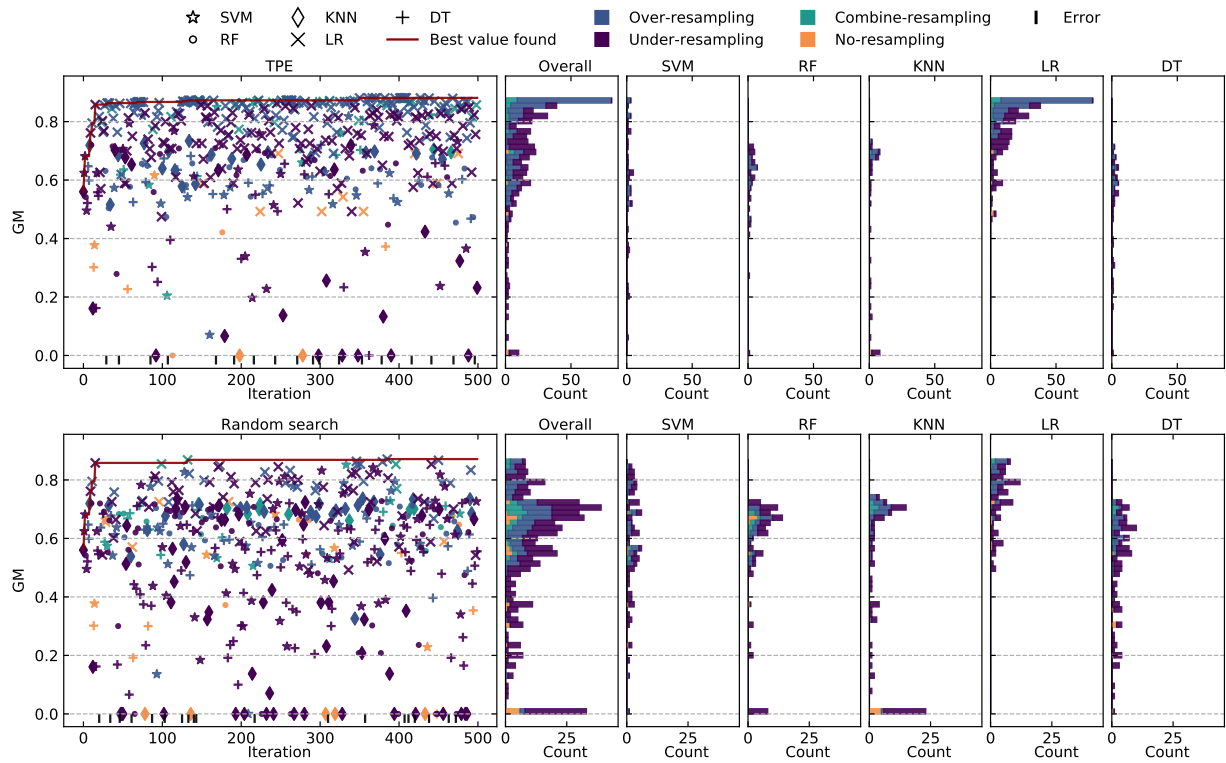 SVM KNN DT Over-resampling Combine-resampling Error
RF LR Best value found Under-resampling No-resampling
TPE Overall SVM RF KNN LR DT
GM
0.8
0.6
0.4
0.2
0.0
0 100 200 300 400 500 0 50 0 50 0 50 0 50 0 50 0 50
Iteration Count Count Count Count Count Count
Random search Overall SVM RF KNN LR DT
GM
0.8
0.6
0.4
0.2
0.0
0 100 200 300 400 500 0 25 0 25 0 25 0 25 0 25 0 25
Iteration Count Count Count Count Count Count